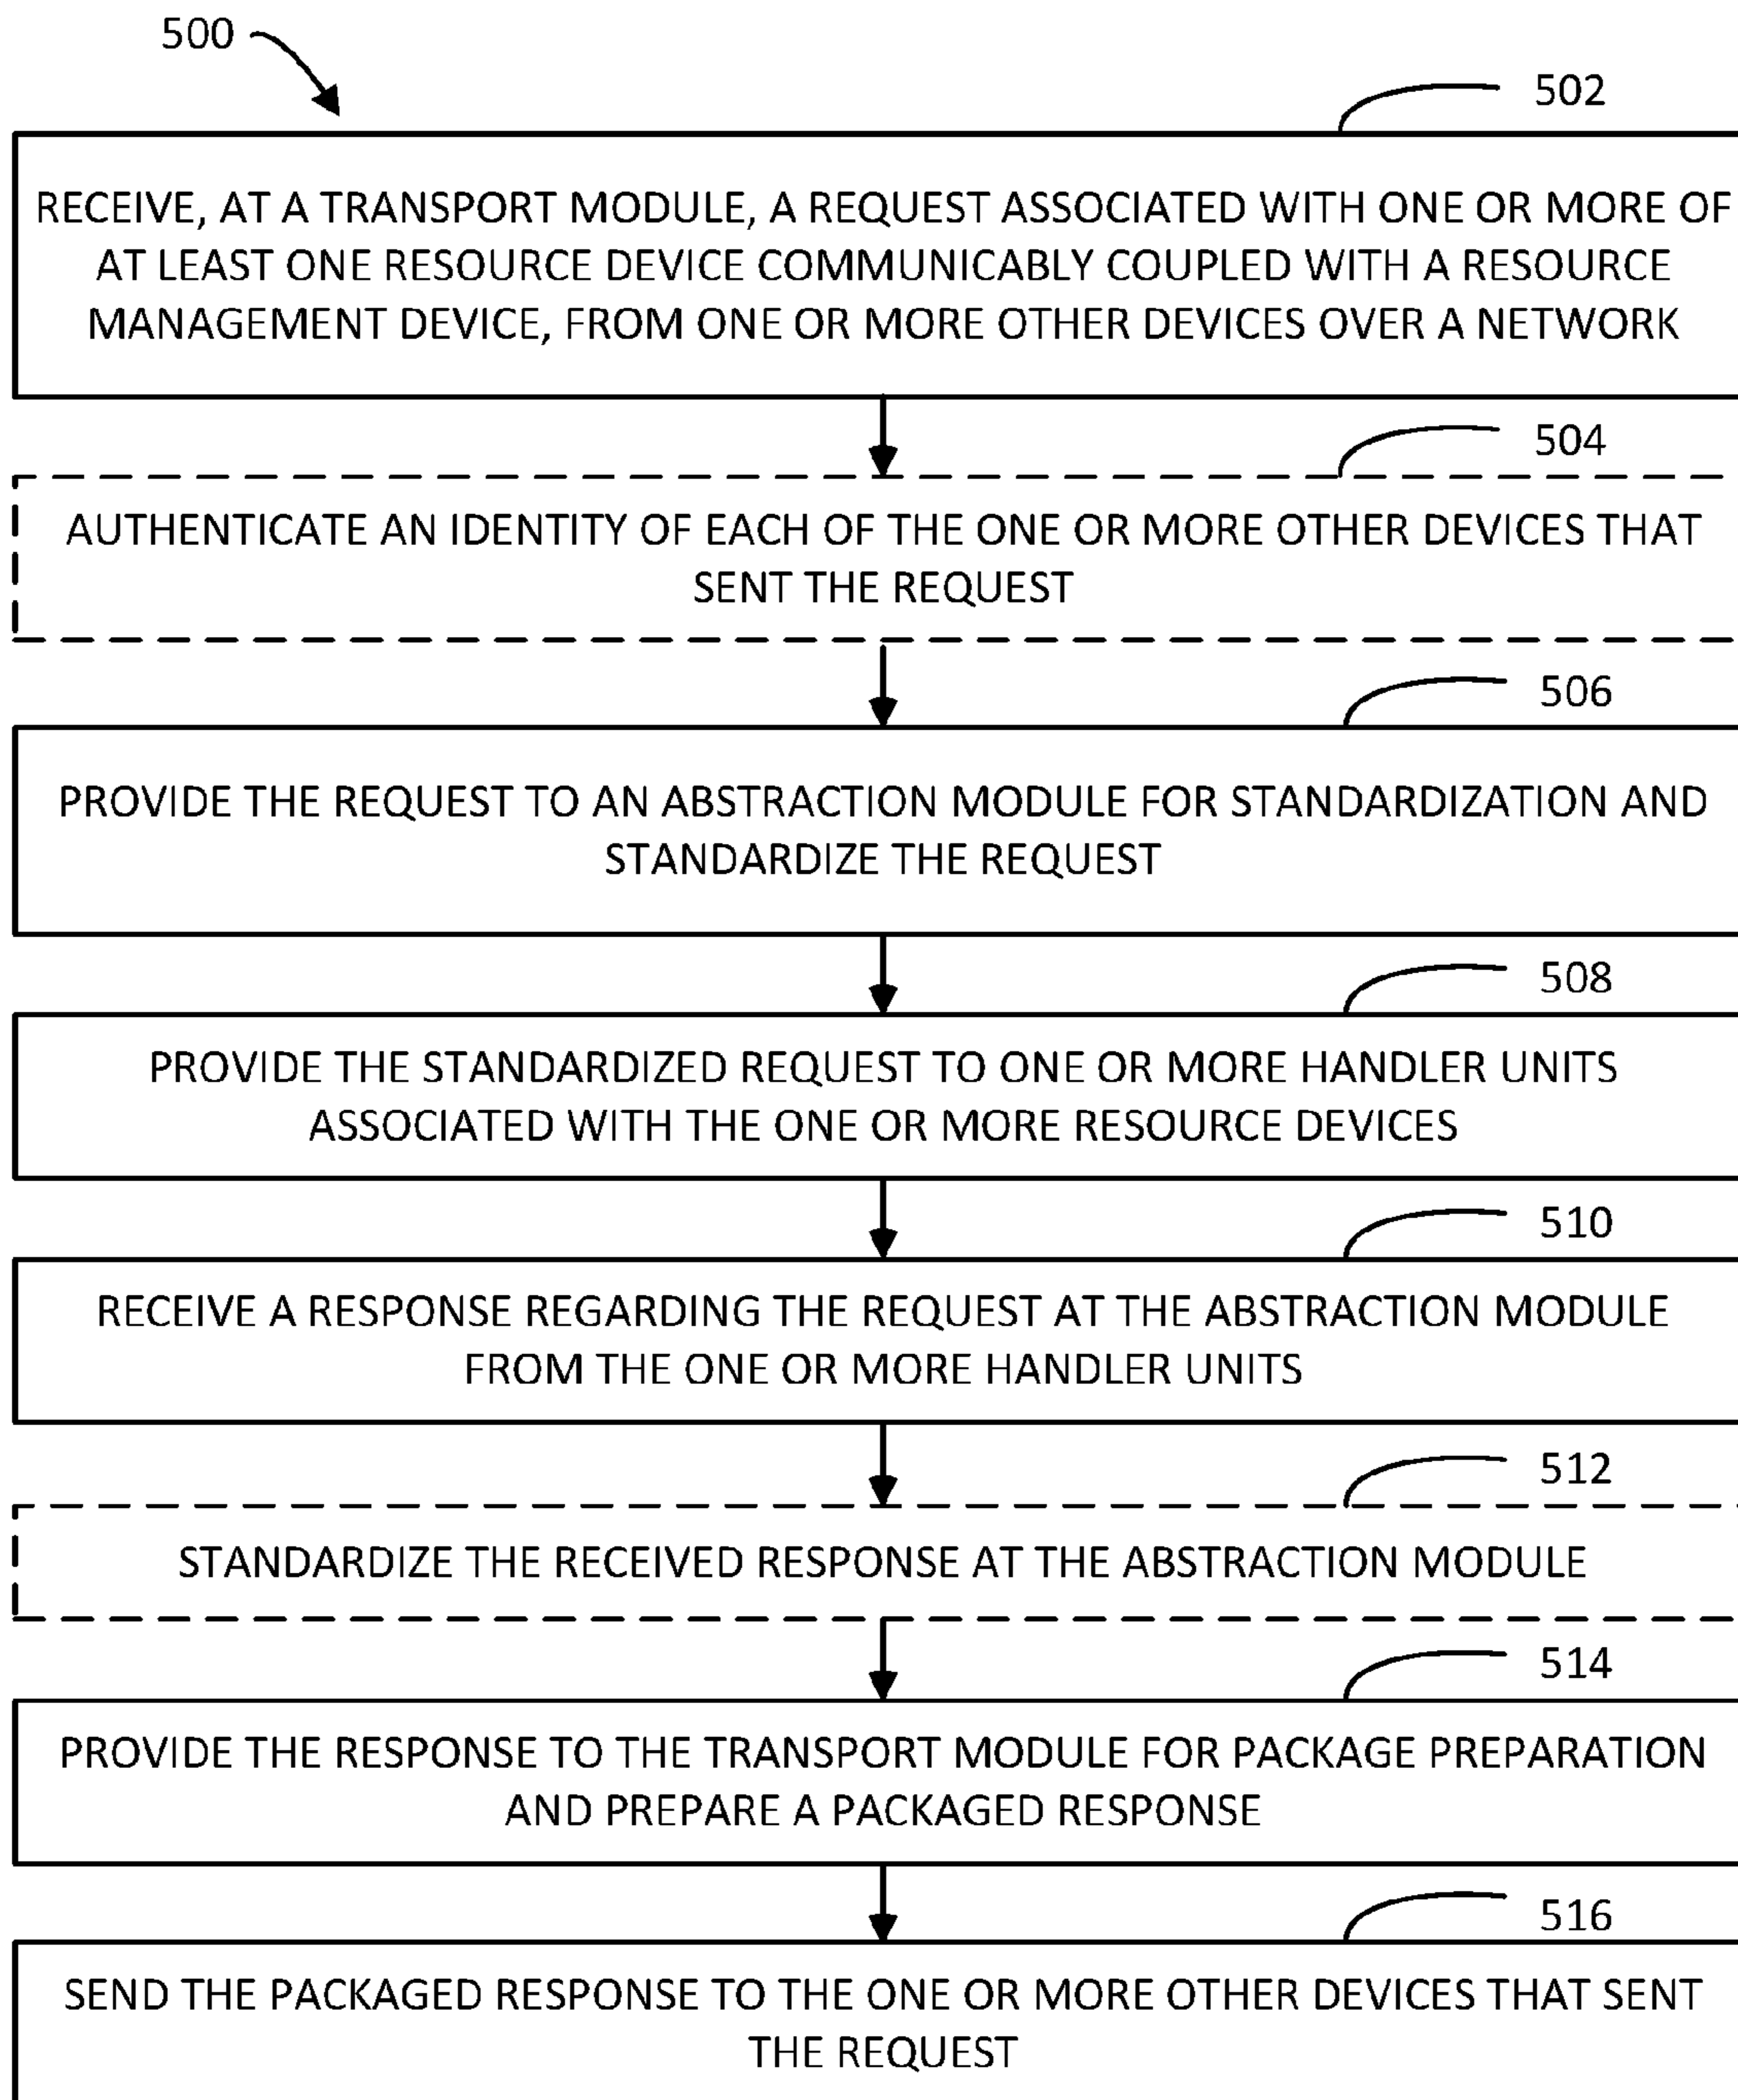 500
502
RECEIVE, AT A TRANSPORT MODULE, A REQUEST ASSOCIATED WITH ONE OR MORE OF
AT LEAST ONE RESOURCE DEVICE COMMUNICABLY COUPLED WITH A RESOURCE
MANAGEMENT DEVICE, FROM ONE OR MORE OTHER DEVICES OVER A NETWORK
504
AUTHENTICATE AN IDENTITY OF EACH OF THE ONE OR MORE OTHER DEVICES THAT
SENT THE REQUEST
506
PROVIDE THE REQUEST TO AN ABSTRACTION MODULE FOR STANDARDIZATION AND
STANDARDIZE THE REQUEST
508
PROVIDE THE STANDARDIZED REQUEST TO ONE OR MORE HANDLER UNITS
ASSOCIATED WITH THE ONE OR MORE RESOURCE DEVICES
510
RECEIVE A RESPONSE REGARDING THE REQUEST AT THE ABSTRACTION MODULE
FROM THE ONE OR MORE HANDLER UNITS
512
STANDARDIZE THE RECEIVED RESPONSE AT THE ABSTRACTION MODULE
514
PROVIDE THE RESPONSE TO THE TRANSPORT MODULE FOR PACKAGE PREPARATION
AND PREPARE A PACKAGED RESPONSE
516
SEND THE PACKAGED RESPONSE TO THE ONE OR MORE OTHER DEVICES THAT SENT
THE REQUEST